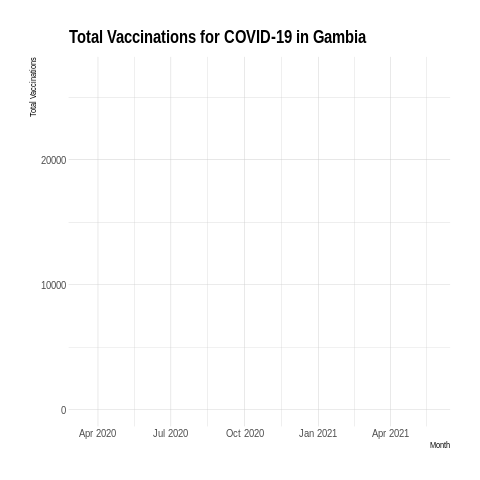 Total Vaccinations for COVID-19 in Gambia
Total Vaccinations
20000
10000
0
Apr 2020 Jul 2020 Oct 2020 Jan 2021 Apr 2021
Month